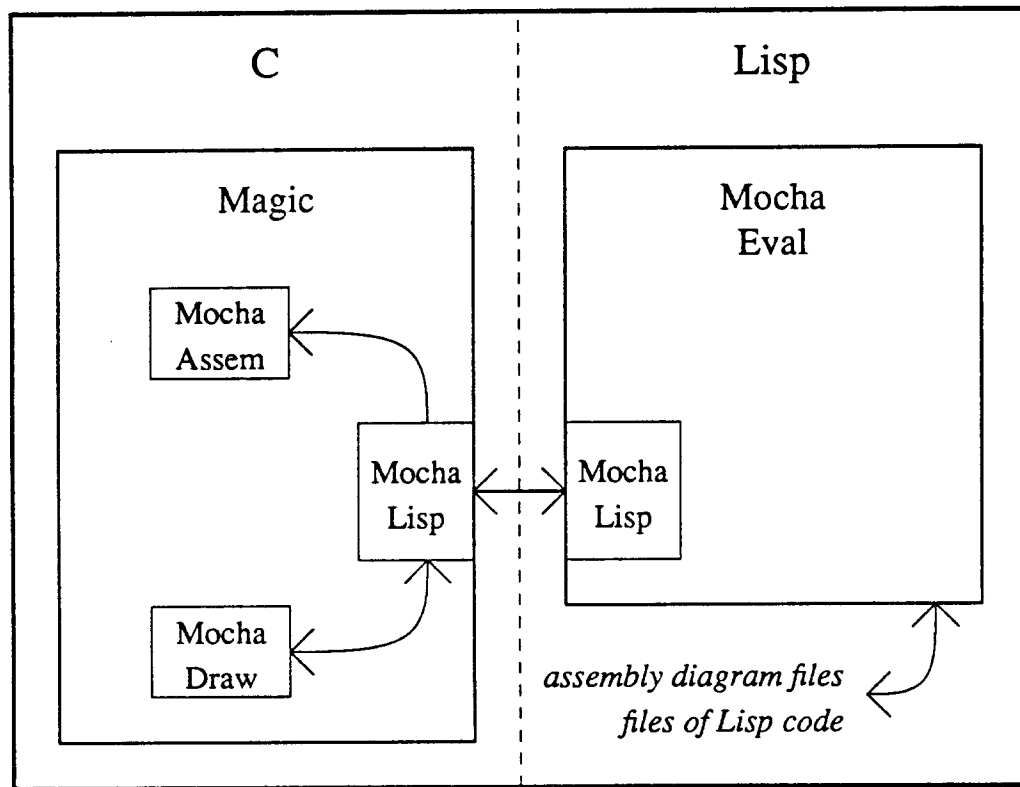 C
Lisp
Magic
Mocha
Assem
Mocha
Lisp
Mocha
Draw
Mocha
Eval
Mocha
Lisp
assembly diagram files
files of Lisp code